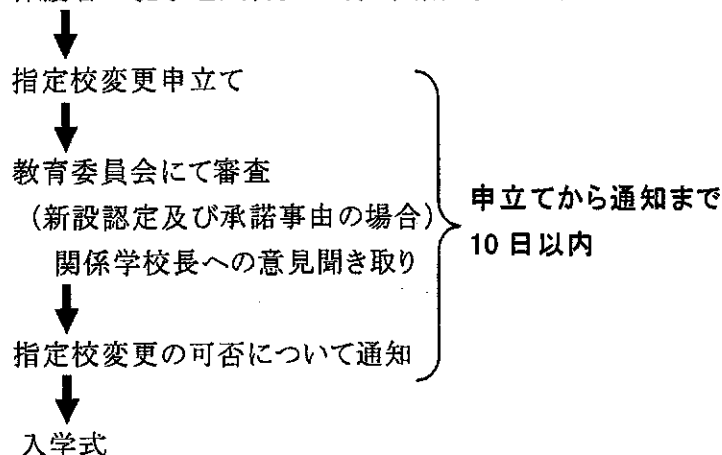 指定校変更申立て
教育委員会にて審査
(新設認定及び承諾事由の場合)
関係学校長への意見聞き取り
申立てから通知まで
10日以内
指定校変更の可否について通知
入学式